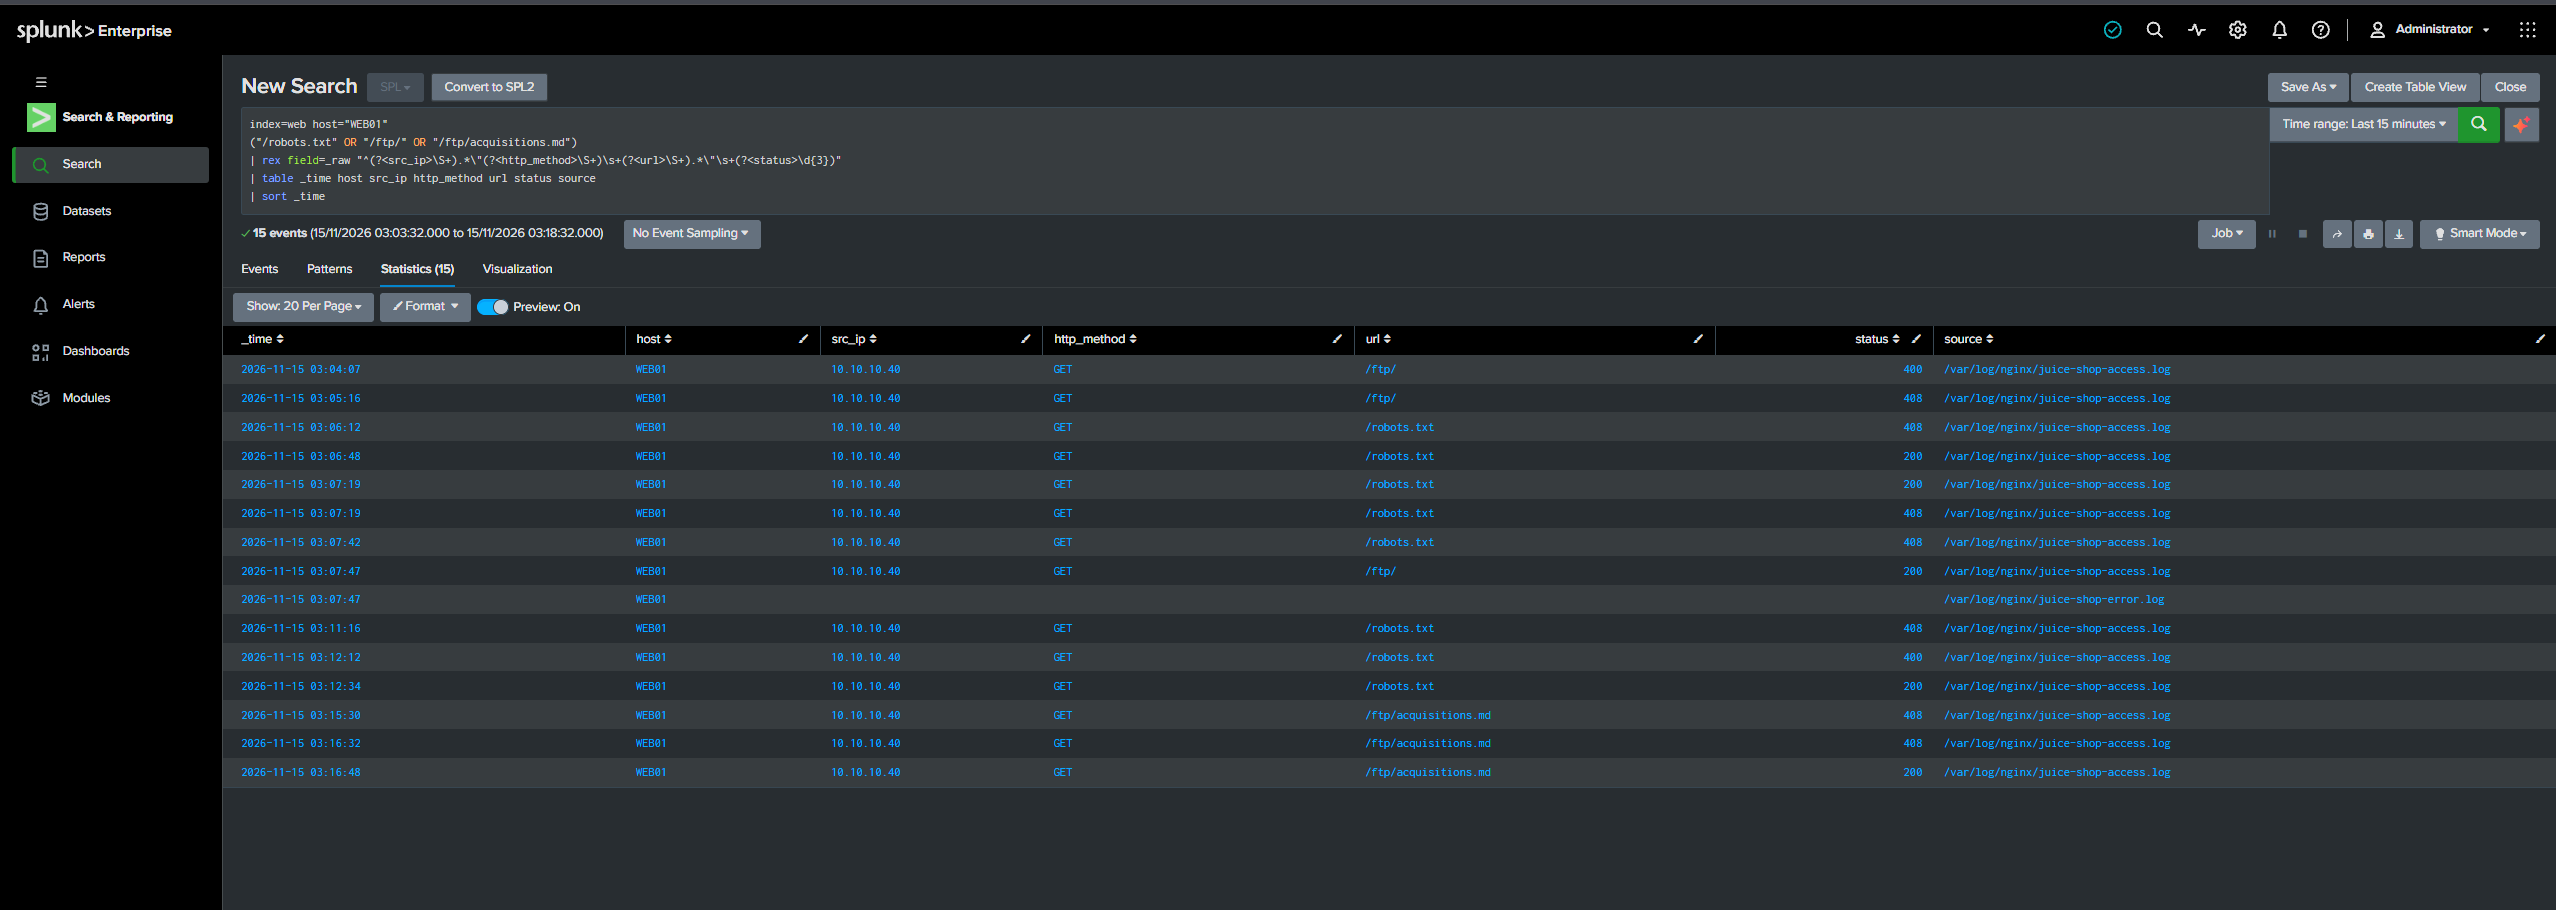 splunk> Enterprise
Administrator
Search & Reporting
Search
Datasets
Reports
Alerts
Dashboards
Modules
New Search SPL Convert to SPL2
Save As Create Table View Close
index=web host="WEB01"
("/robots.txt" OR "/ftp/" OR "/ftp/acquisitions.md")
| rex field=_raw "^(?<src_ip>\S+).*\"(?<http_method>\S+)\s+(?<url>\S+).*\"\s+(?<status>\d{3})"
| table _time host src_ip http_method url status source
| sort _time
Time range: Last 15 minutes
15 events (15/11/2026 03:03:32.000 to 15/11/2026 03:18:32.000) No Event Sampling
Job Smart Mode
Events Patterns Statistics (15) Visualization
Show: 20 Per Page Format Preview: On
_time host src_ip http_method url status source
2026-11-15 03:04:07 WEB01 10.10.10.40 GET /ftp/ 400 /var/log/nginx/juice-shop-access.log
2026-11-15 03:05:16 WEB01 10.10.10.40 GET /ftp/ 408 /var/log/nginx/juice-shop-access.log
2026-11-15 03:06:12 WEB01 10.10.10.40 GET /robots.txt 408 /var/log/nginx/juice-shop-access.log
2026-11-15 03:06:48 WEB01 10.10.10.40 GET /robots.txt 200 /var/log/nginx/juice-shop-access.log
2026-11-15 03:07:19 WEB01 10.10.10.40 GET /robots.txt 200 /var/log/nginx/juice-shop-access.log
2026-11-15 03:07:19 WEB01 10.10.10.40 GET /robots.txt 408 /var/log/nginx/juice-shop-access.log
2026-11-15 03:07:42 WEB01 10.10.10.40 GET /robots.txt 408 /var/log/nginx/juice-shop-access.log
2026-11-15 03:07:47 WEB01 10.10.10.40 GET /ftp/ 200 /var/log/nginx/juice-shop-access.log
2026-11-15 03:07:47 WEB01 /var/log/nginx/juice-shop-error.log
2026-11-15 03:11:16 WEB01 10.10.10.40 GET /robots.txt 408 /var/log/nginx/juice-shop-access.log
2026-11-15 03:12:12 WEB01 10.10.10.40 GET /robots.txt 400 /var/log/nginx/juice-shop-access.log
2026-11-15 03:12:34 WEB01 10.10.10.40 GET /robots.txt 200 /var/log/nginx/juice-shop-access.log
2026-11-15 03:15:30 WEB01 10.10.10.40 GET /ftp/acquisitions.md 408 /var/log/nginx/juice-shop-access.log
2026-11-15 03:16:32 WEB01 10.10.10.40 GET /ftp/acquisitions.md 408 /var/log/nginx/juice-shop-access.log
2026-11-15 03:16:48 WEB01 10.10.10.40 GET /ftp/acquisitions.md 200 /var/log/nginx/juice-shop-access.log